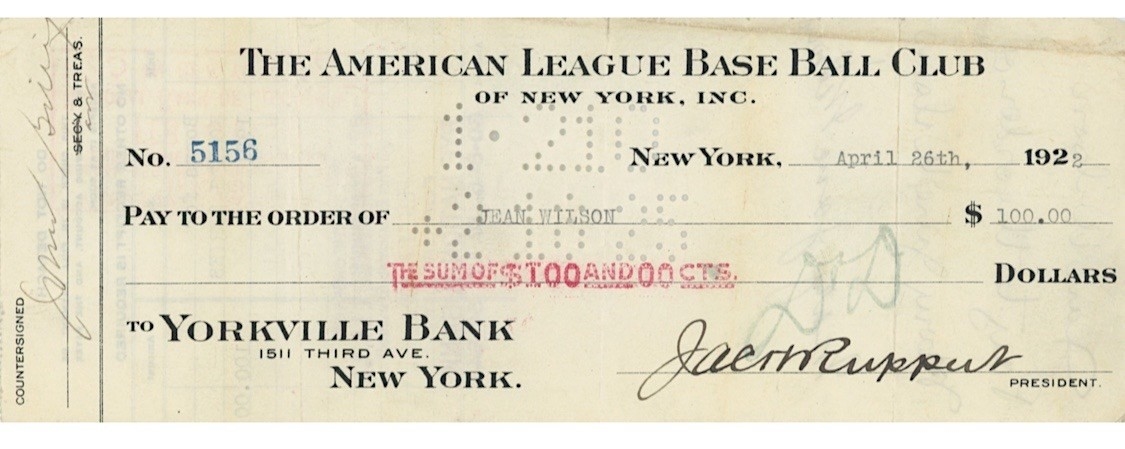 THE AMERICAN LEAGUE BASE BALL CLUB
OF NEW YORK, INC.
No. 5156 NEW YORK, April 26th, 1922
PAY TO THE ORDER OF JEAN WILSON $ 100.00
THE SUM OF $100 AND 00 CTS. DOLLARS
TO YORKVILLE BANK
1511 THIRD AVE.
NEW YORK.
Jacob Ruppert
PRESIDENT.
COUNTERSIGNED
SEC'Y & TREAS.